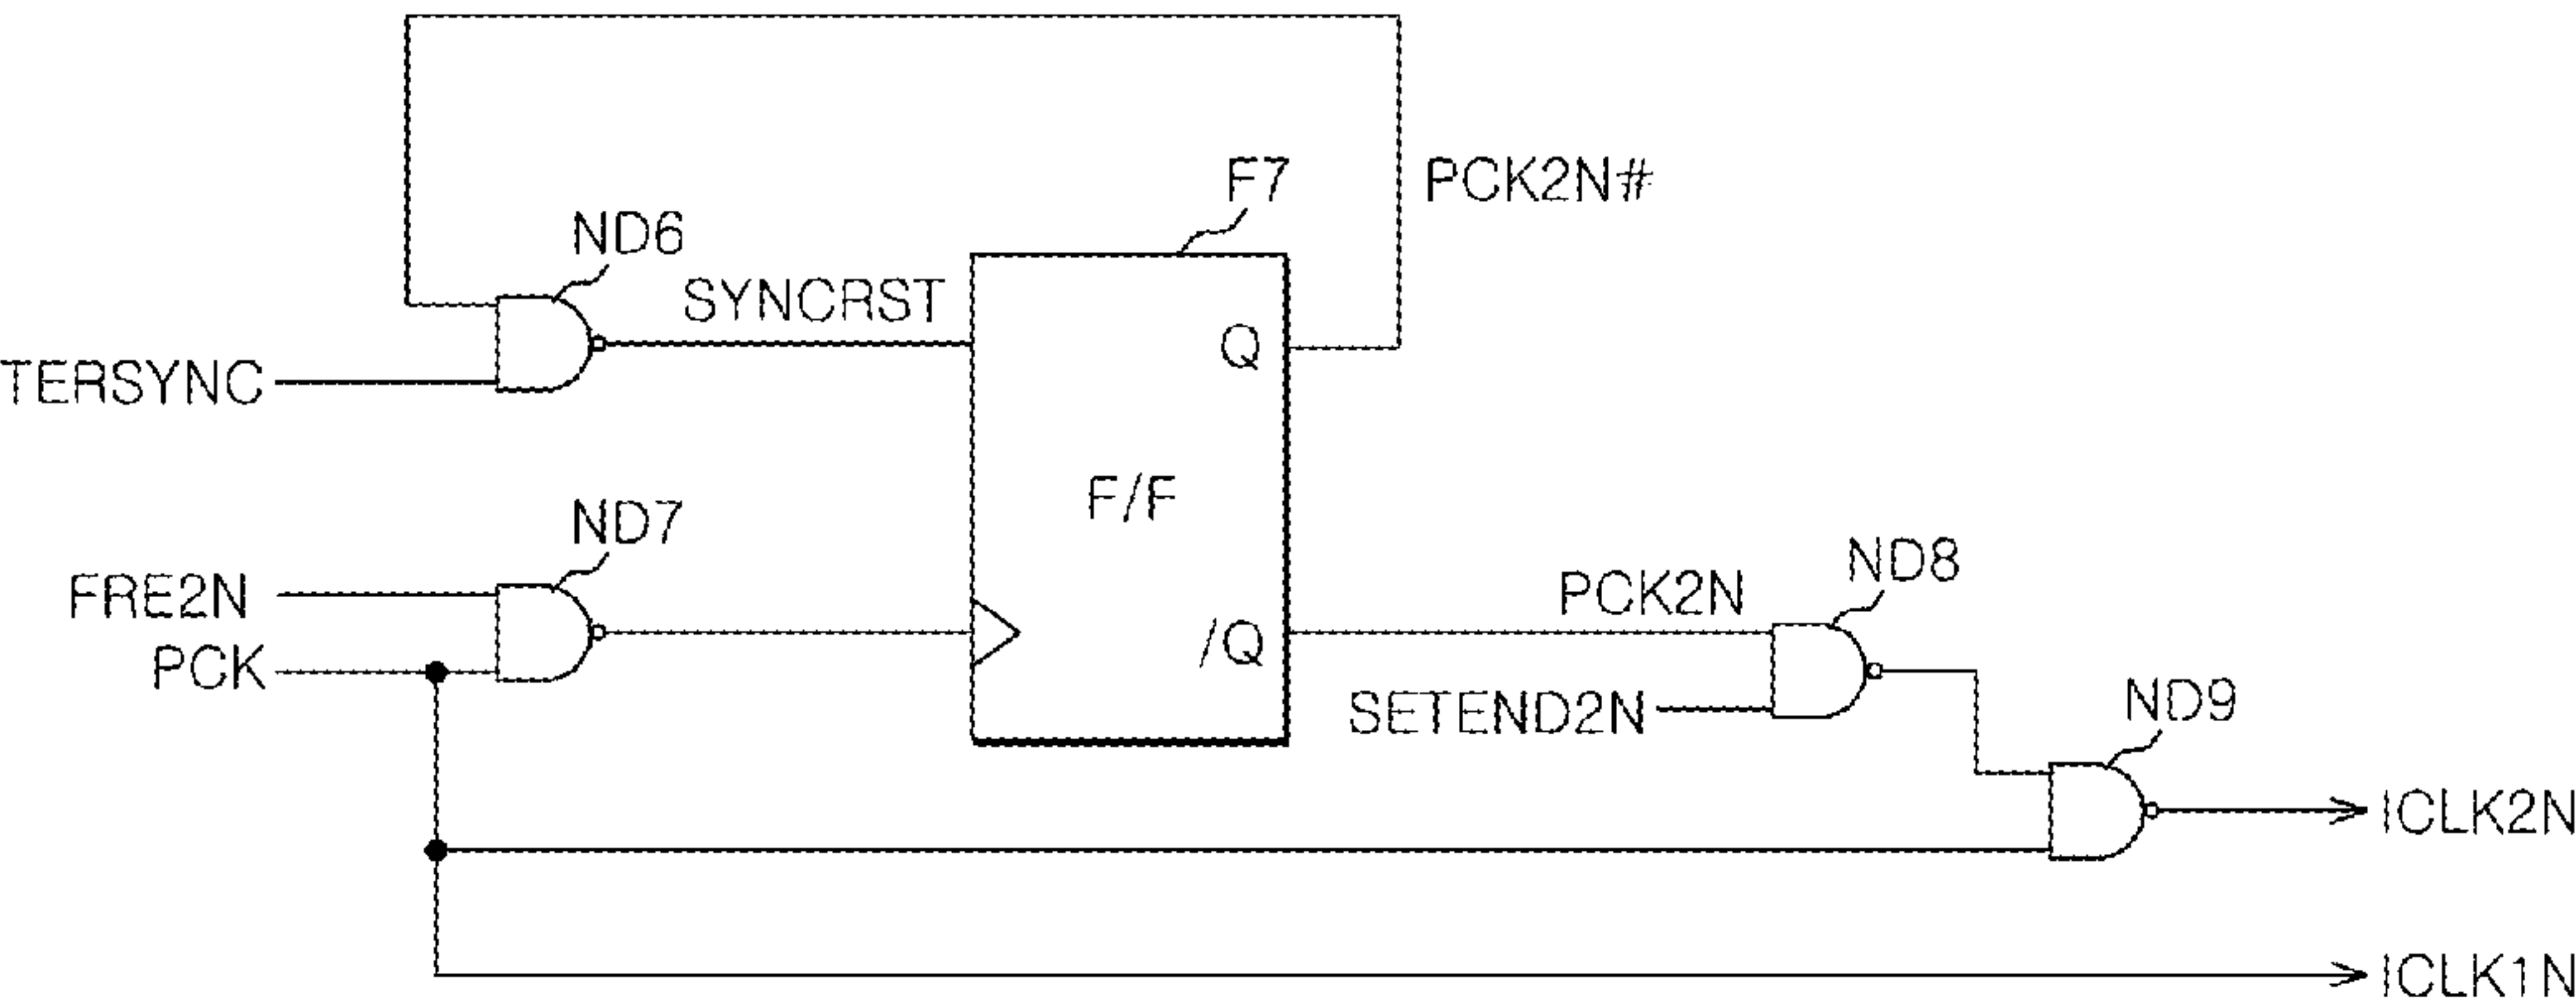 F7
PCK2N#
ND6
SYNCRST
Q
TERSYNC
F/F
ND7
FRE2N
PCK
/Q
PCK2N
ND8
SETEND2N
ND9
ICLK2N
ICLK1N